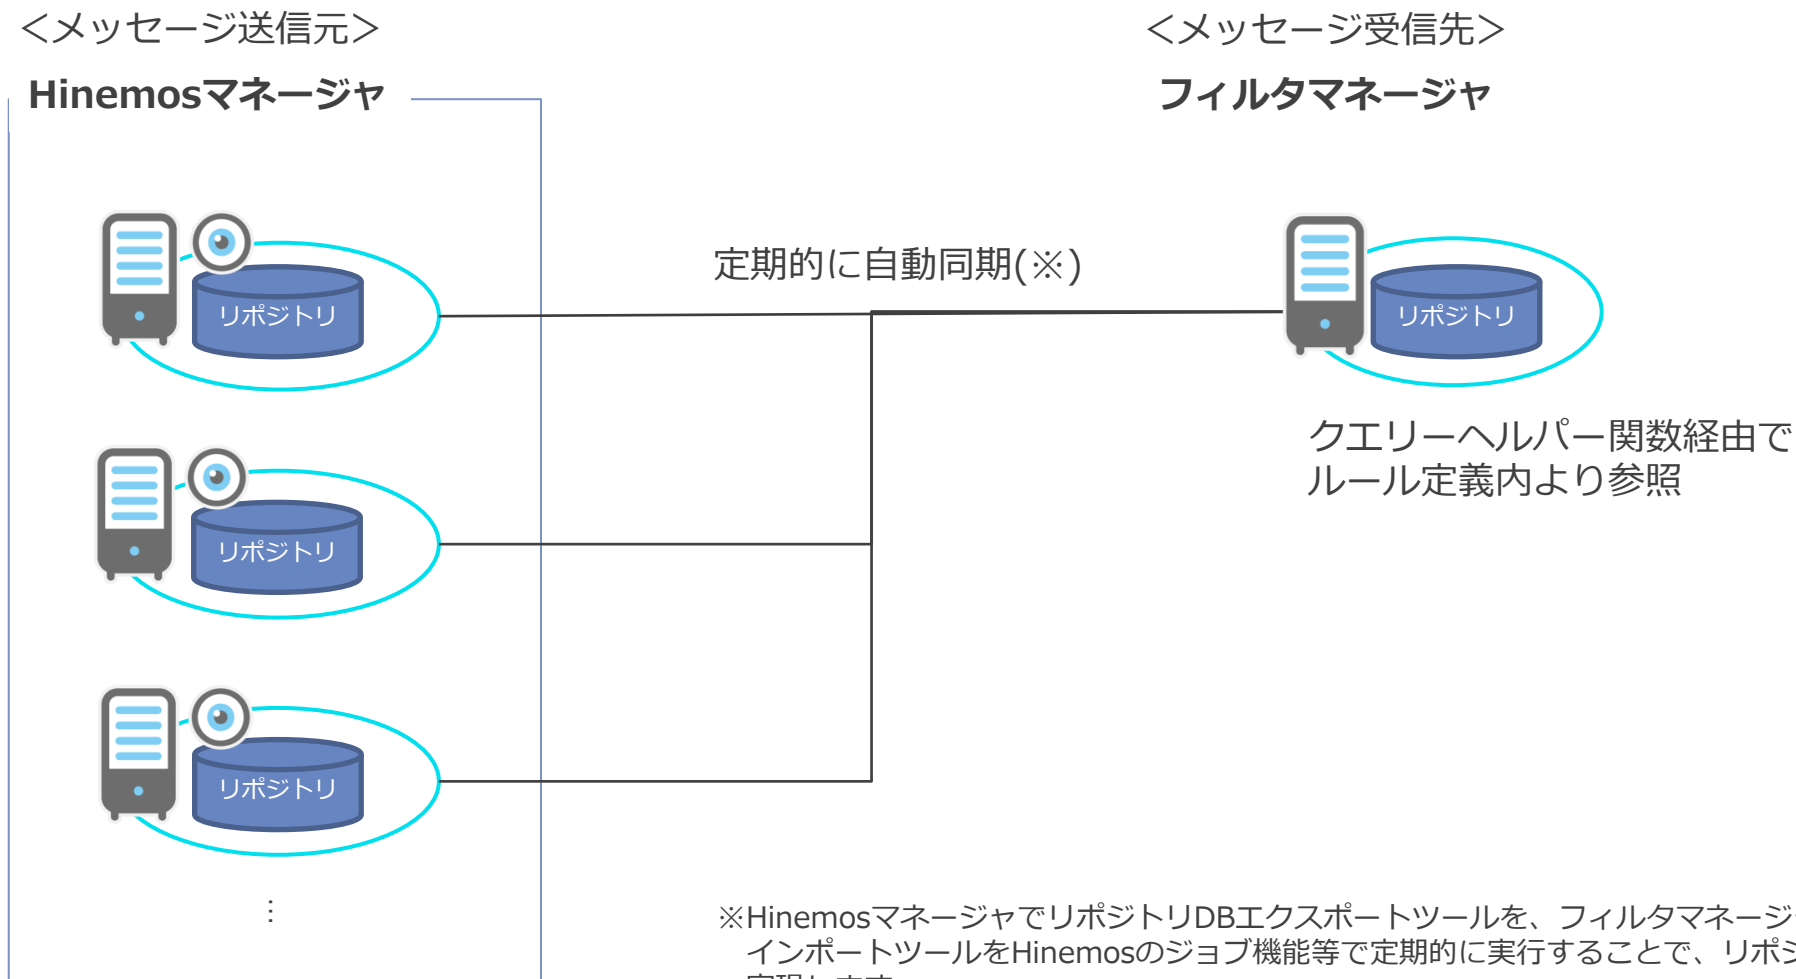 ＜メッセージ送信元＞
＜メッセージ受信先＞
Hinemosマネージャ
フィルタマネージャ
定期的に自動同期(※)
リポジトリ
リポジトリ
クエリーヘルパー関数経由で
ルール定義内より参照
リポジトリ
リポジトリ
…
※HinemosマネージャでリポジトリDBエクスポートツールを、フィルタマネージ
インポートツールをHinemosのジョブ機能等で定期的に実行することで、リポジ